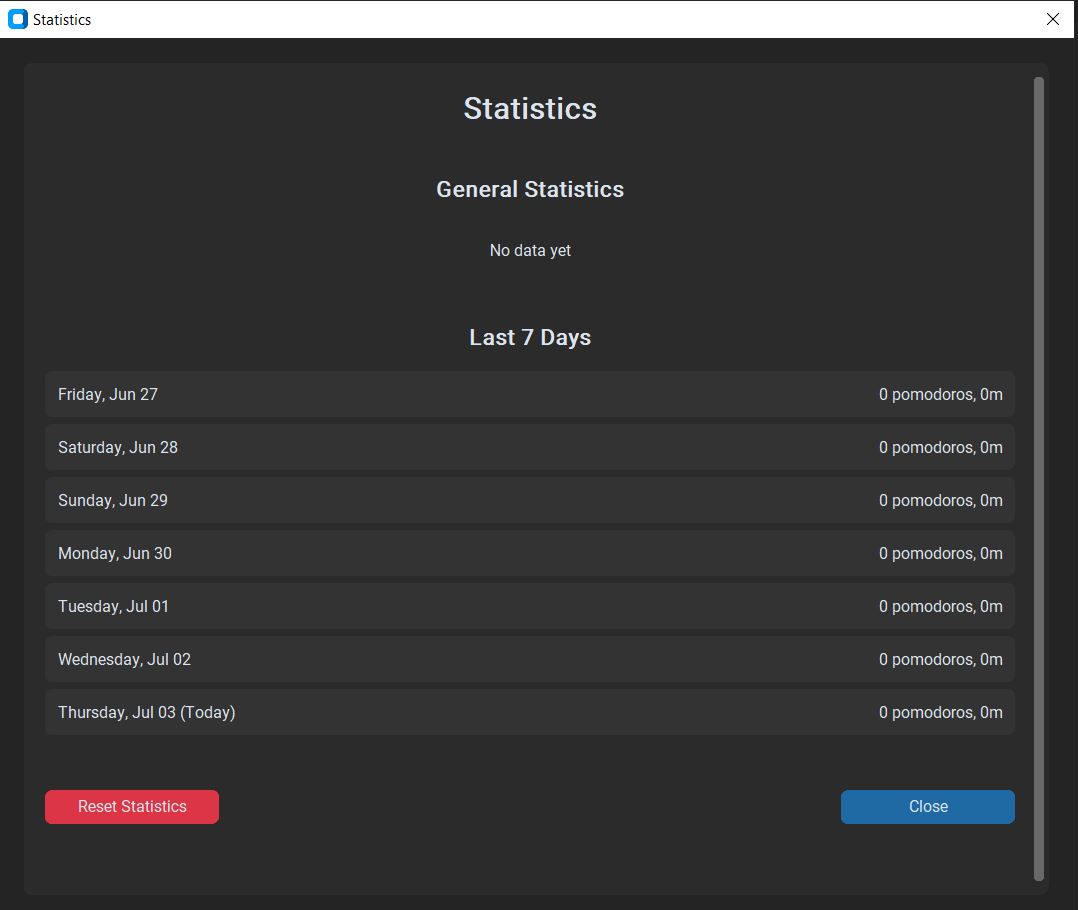 Statistics
Statistics
General Statistics
No data yet
Last 7 Days
Friday, Jun 27 0 pomodoros, 0m
Saturday, Jun 28 0 pomodoros, 0m
Sunday, Jun 29 0 pomodoros, 0m
Monday, Jun 30 0 pomodoros, 0m
Tuesday, Jul 01 0 pomodoros, 0m
Wednesday, Jul 02 0 pomodoros, 0m
Thursday, Jul 03 (Today) 0 pomodoros, 0m
Reset Statistics Close